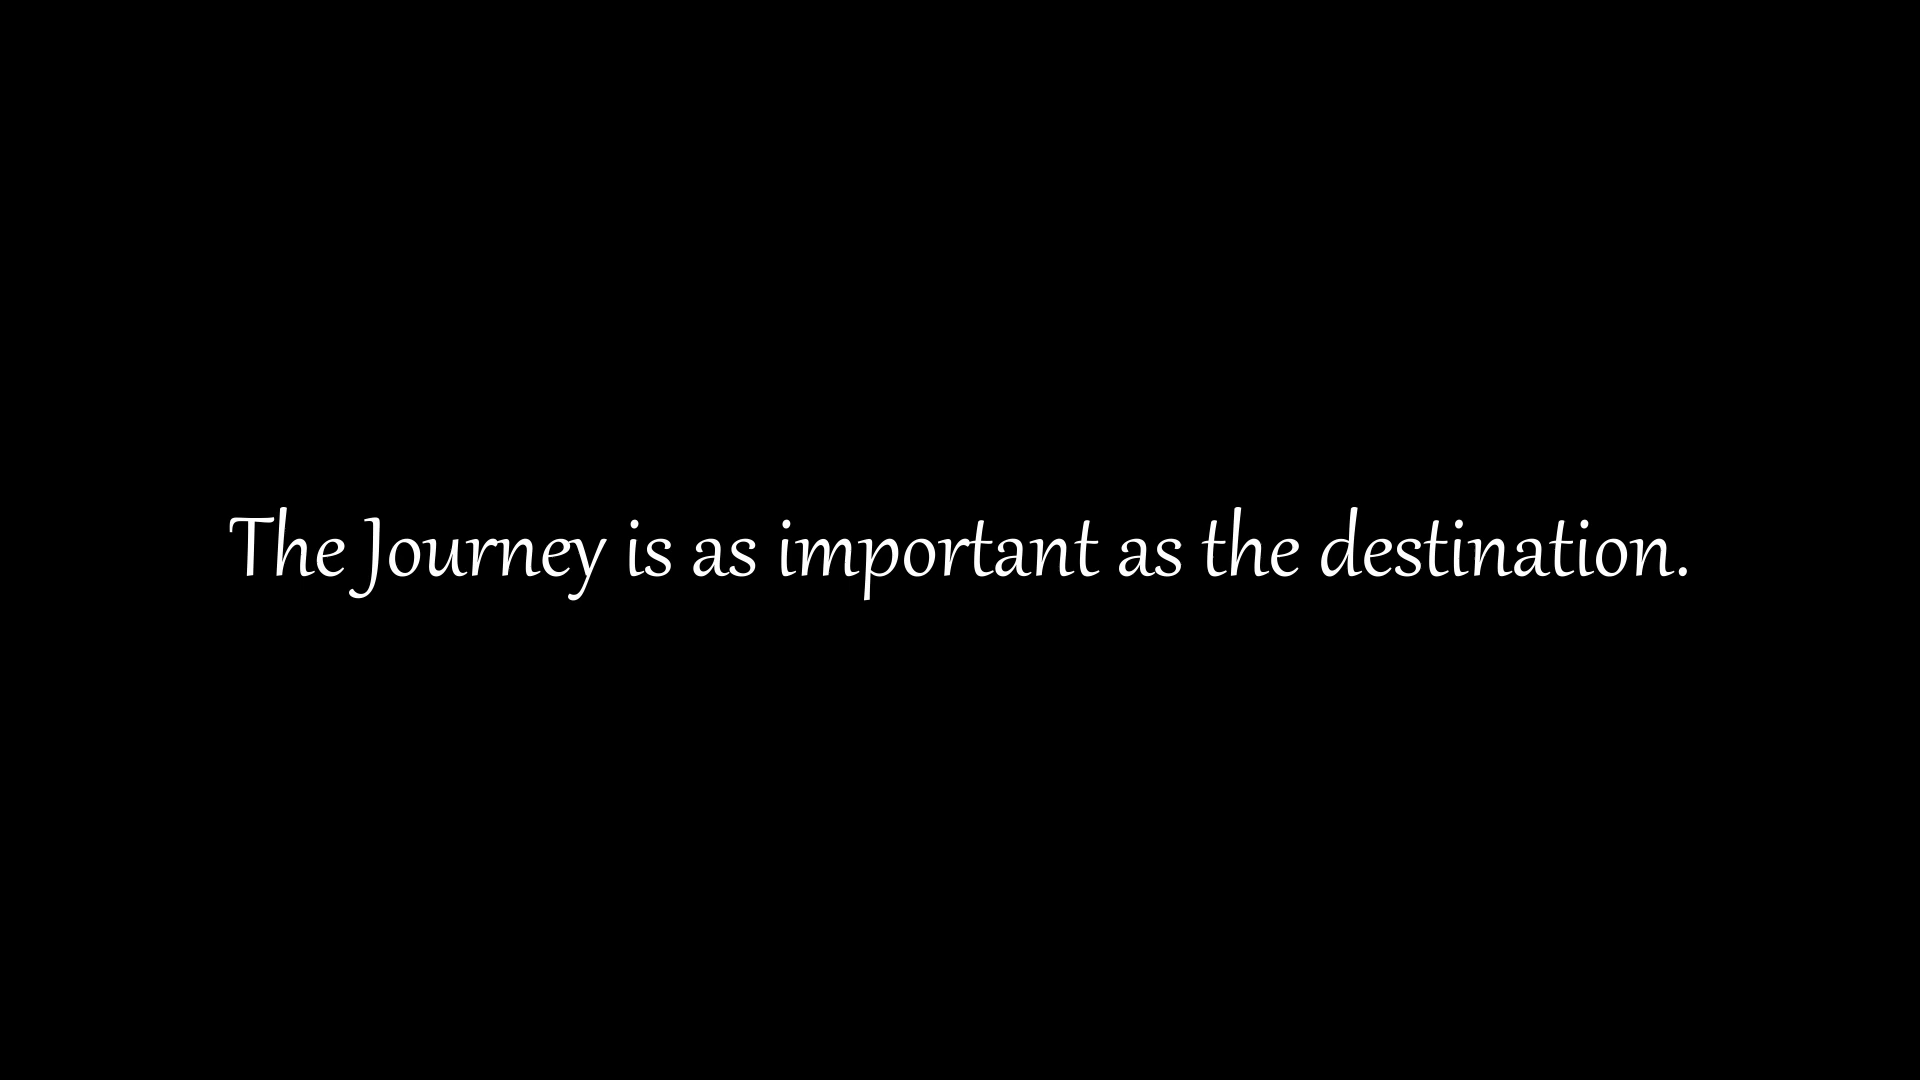 The Journey is as important as the destination.